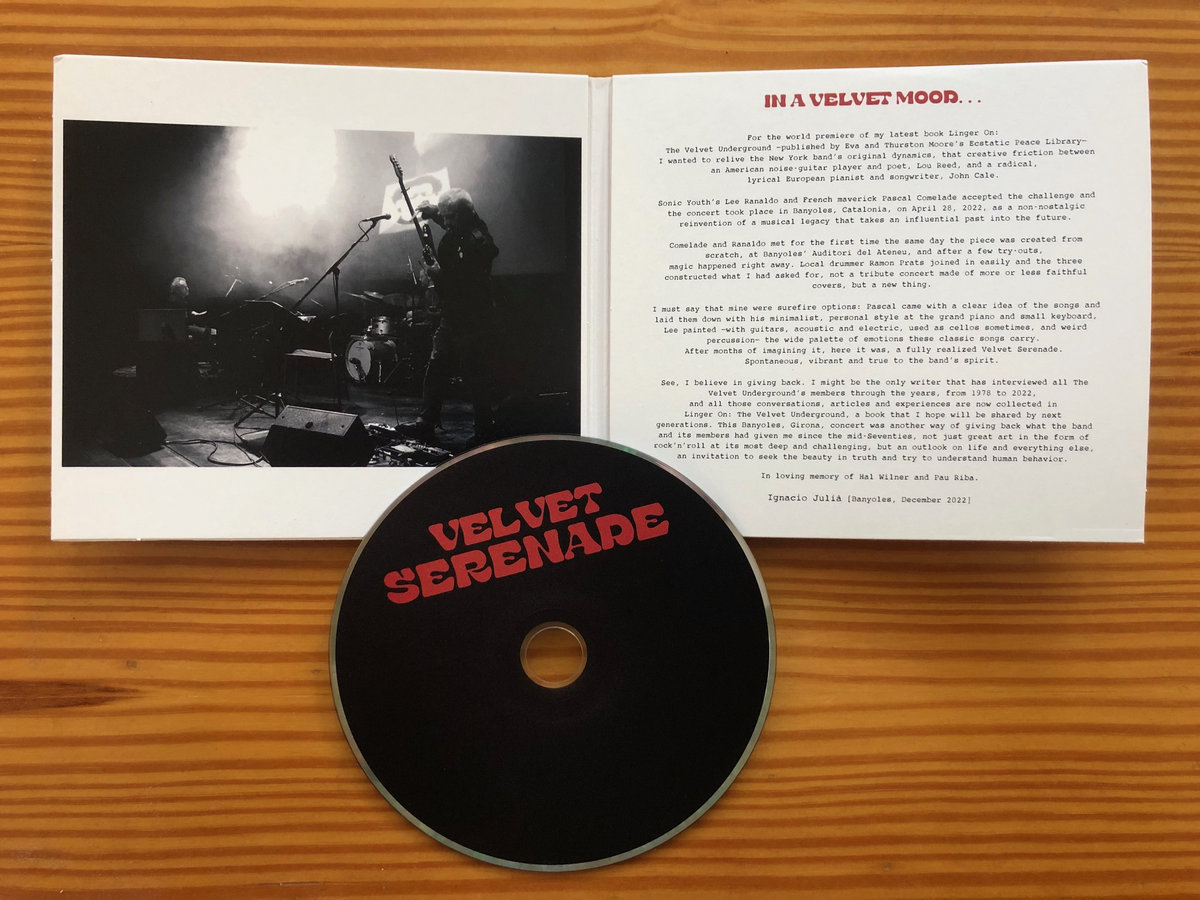 IN A VELVET MOOD...
For the world premiere of my latest book Linger On:
The Velvet Underground –published by Eva and Thurston Moore's Ecstatic Peace Library–
I wanted to relive the New York band's original dynamics, that creative friction between
an American noise-guitar player and poet, Lou Reed, and a radical,
lyrical European pianist and songwriter, John Cale.
Sonic Youth's Lee Ranaldo and French maverick Pascal Comelade accepted the challenge and
the concert took place in Banyoles, Catalonia, on April 28, 2022, as a non-nostalgic
reinvention of a musical legacy that takes an influential past into the future.
Comelade and Ranaldo met for the first time the same day the piece was created from
scratch, at Banyoles' Auditori del Ateneu, and after a few try-outs,
magic happened right away. Local drummer Ramon Prats joined in easily and the three
constructed what I had asked for, not a tribute concert made of more or less faithful
covers, but a new thing.
I must say that mine were surefire options: Pascal came with a clear idea of the songs and
laid them down with his minimalist, personal style at the grand piano and small keyboard,
Lee painted –with guitars, acoustic and electric, used as cellos sometimes, and weird
percussion– the wide palette of emotions these classic songs carry.
After months of imagining it, here it was, a fully realized Velvet Serenade.
Spontaneous, vibrant and true to the band's spirit.
See, I believe in giving back. I might be the only writer that has interviewed all The
Velvet Underground's members through the years, from 1978 to 2022,
and all those conversations, articles and experiences are now collected in
Linger On: The Velvet Underground, a book that I hope will be shared by next
generations. This Banyoles, Girona, concert was another way of giving back what the band
and its members had given me since the mid-Seventies, not just great art in the form of
rock'n'roll at its most deep and challenging, but an outlook on life and everything else,
an invitation to seek the beauty in truth and try to understand human behavior.
In loving memory of Hal Wilner and Pau Riba.
Ignacio Julià [Banyoles, December 2022]
VELVET
SERENADE